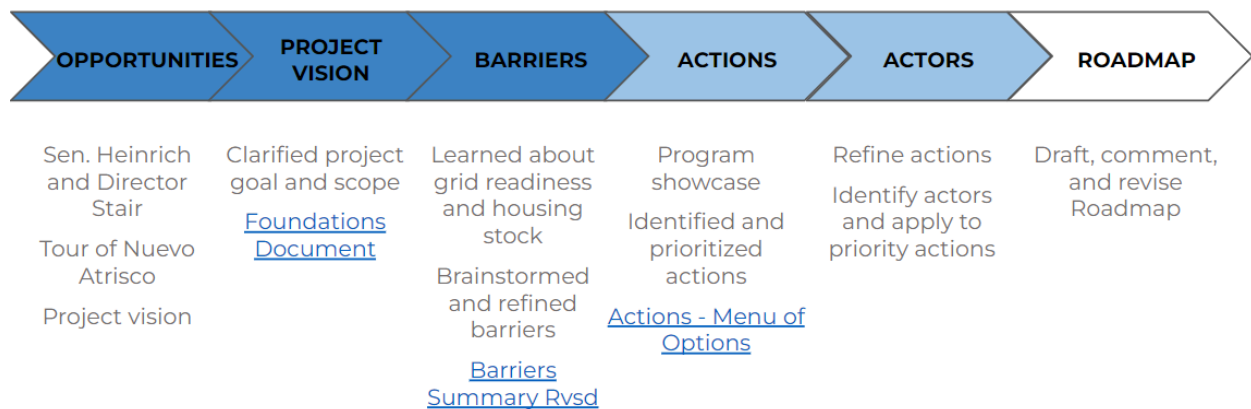 OPPORTUNITIES
PROJECT
VISION
BARRIERS
ACTIONS
ACTORS
ROADMAP
Sen. Heinrich
and Director
Stair
Tour of Nuevo
Atrisco
Project vision
Clarified project
goal and scope
Foundations
Document
Learned about
grid readiness
and housing
stock
Brainstormed
and refined
barriers
Barriers
Summary Rvsd
Program
showcase
Identified and
prioritized
actions
Actions - Menu of
Options
Refine actions
Identify actors
and apply to
priority actions
Draft, comment,
and revise
Roadmap